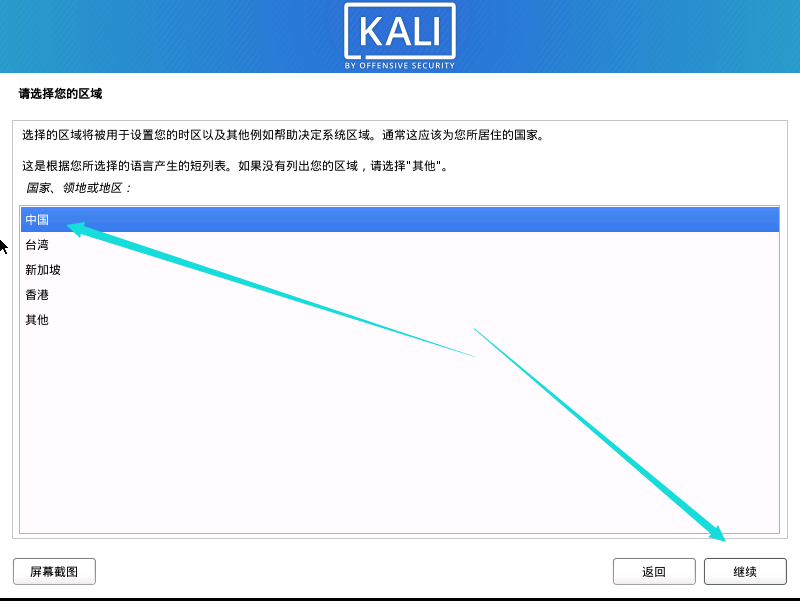 KALI
BY OFFENSIVE SECURITY
请选择您的区域
选择的区域将被用于设置您的时区以及其他例如帮助决定系统区域。通常这应该为您所居住的国家。
这是根据您所选择的语言产生的短列表。如果没有列出您的区域，请选择"其他"。
国家、领地或地区：
中国
台湾
新加坡
香港
其他
屏幕截图
返回
继续